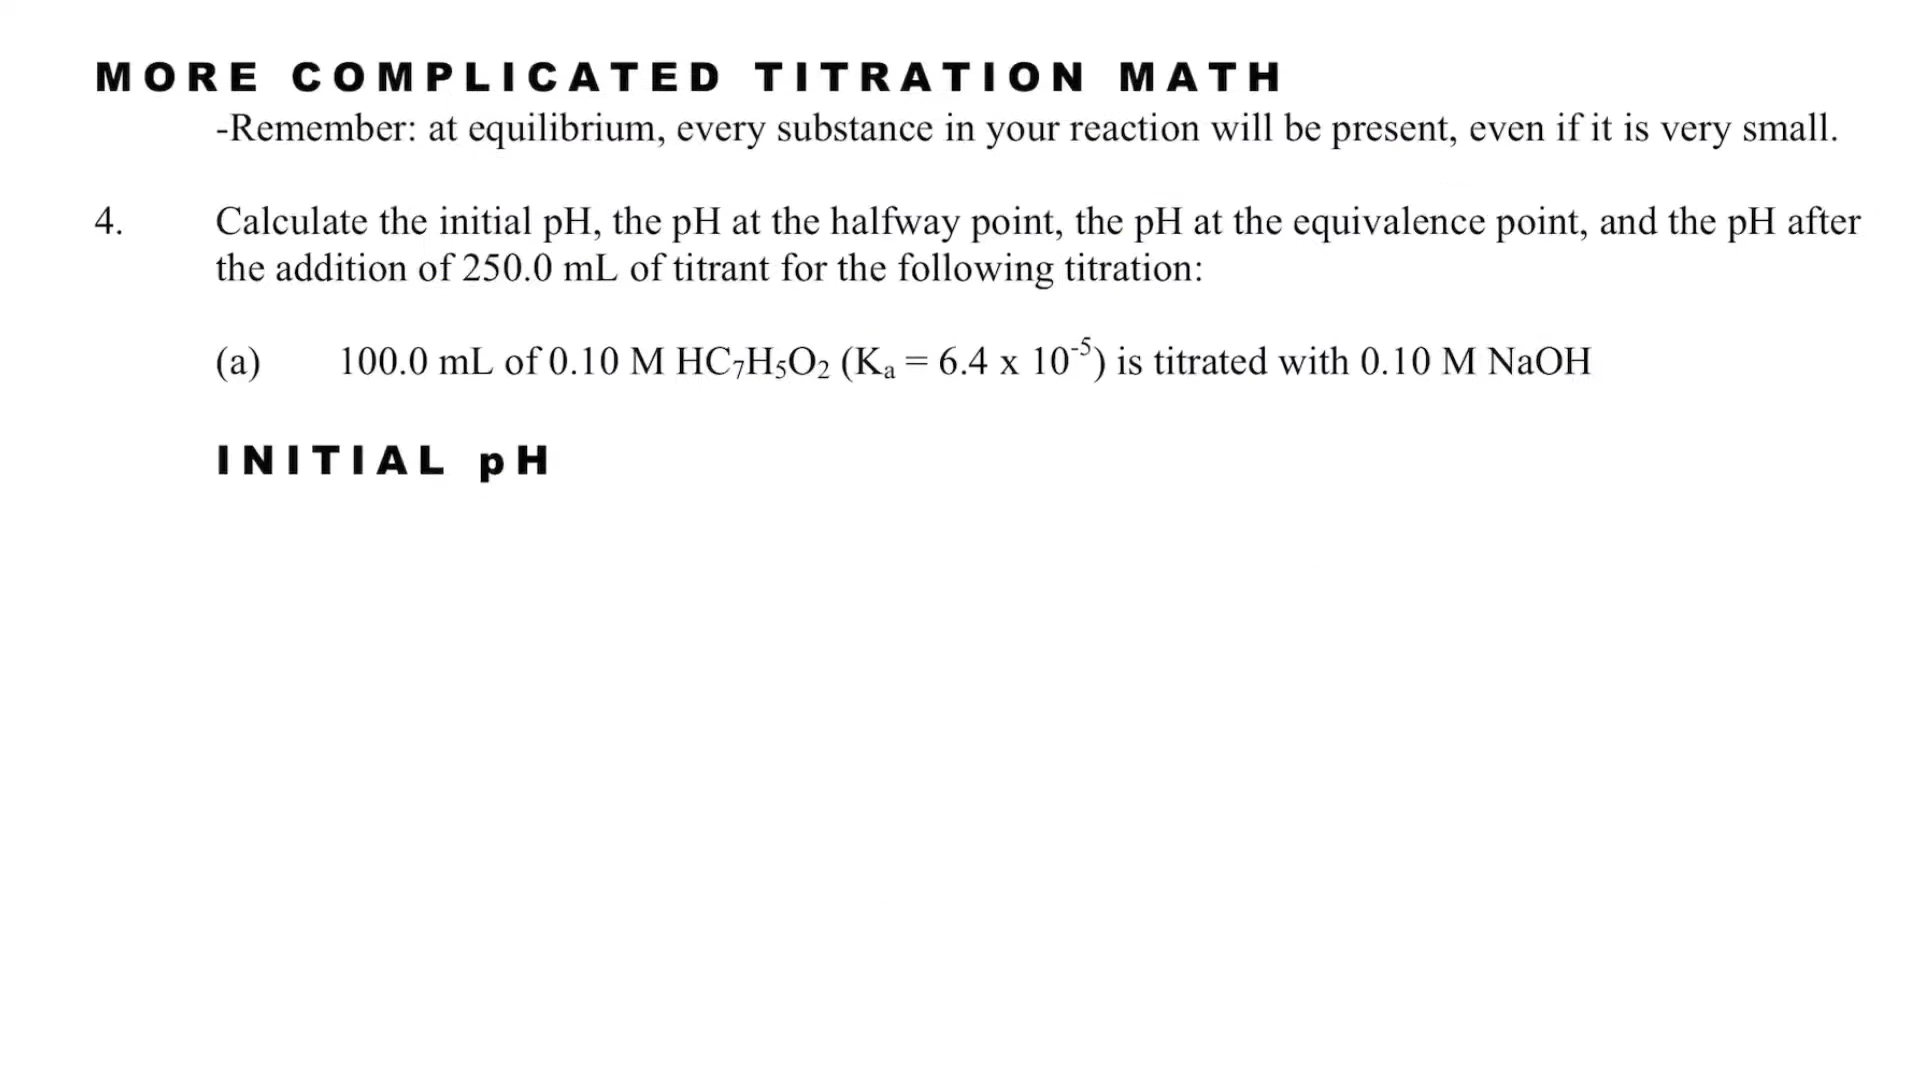 MORE COMPLICATED TITRATION MATH
-Remember: at equilibrium, every substance in your reaction will be present, even if it is very small.
4. Calculate the initial pH, the pH at the halfway point, the pH at the equivalence point, and the pH after
the addition of 250.0 mL of titrant for the following titration:
(a) 100.0 mL of 0.10 M HC₇H₅O₂ (Kₐ = 6.4 x 10⁻⁵) is titrated with 0.10 M NaOH
INITIAL pH